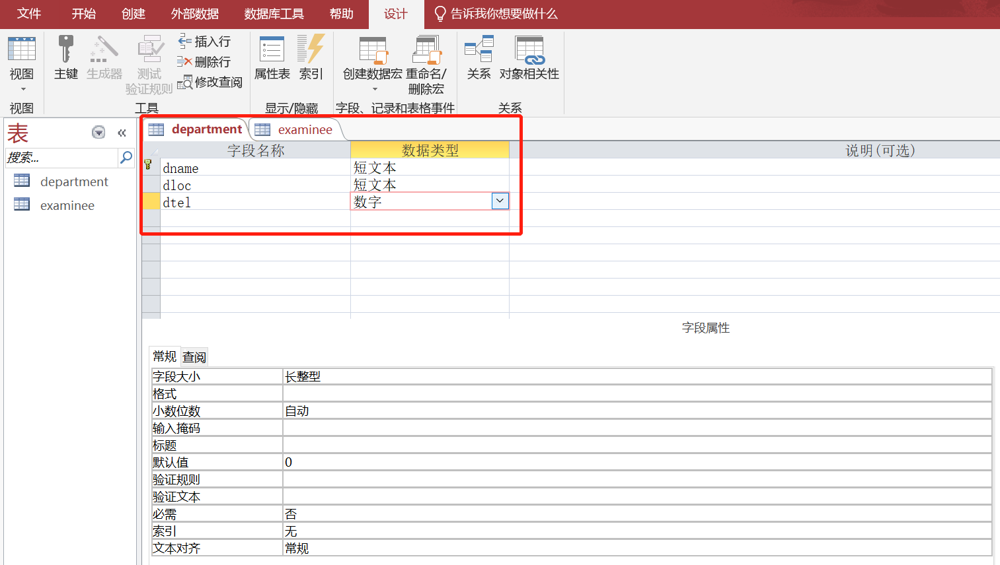 文件 开始 创建 外部数据 数据库工具 帮助 设计 告诉我你想要做什么
视图 主键 生成器 测试 验证规则 插入行 删除行 修改查阅 属性表 索引 创建数据宏 重命名/ 删除宏 关系 对象相关性
视图 工具 显示/隐藏 字段、记录和表格事件 关系
表
搜索...
department
examinee
department examinee
字段名称 数据类型 说明(可选)
dname 短文本
dloc 短文本
dtel 数字
字段属性
常规 查阅
字段大小 长整型
格式
小数位数 自动
输入掩码
标题
默认值 0
验证规则
验证文本
必需 否
索引 无
文本对齐 常规